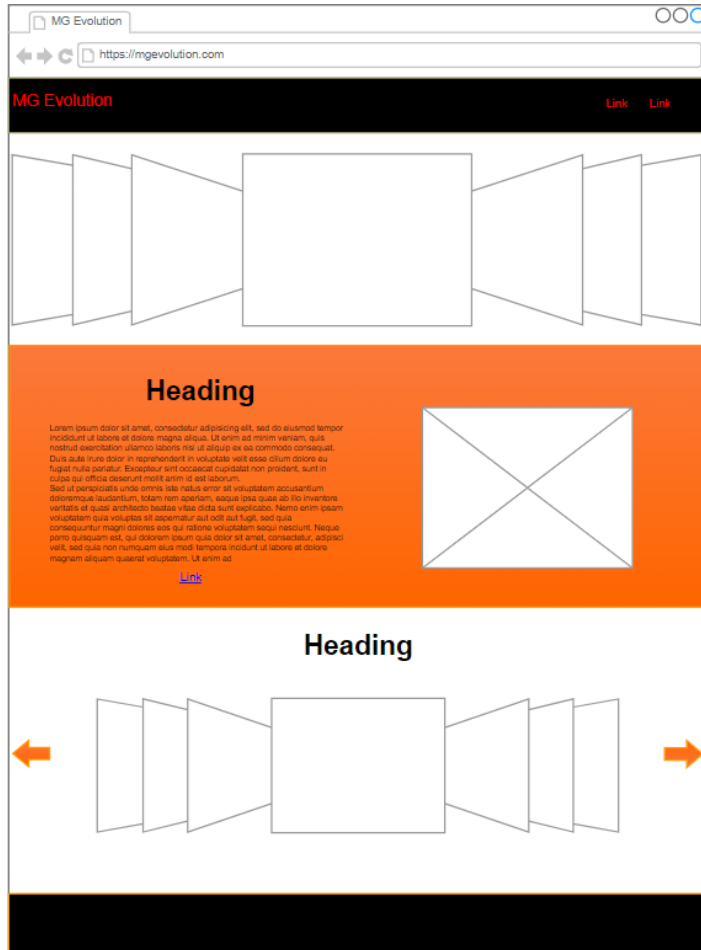 MG Evolution
https://mgevolution.com
MG Evolution
Link Link
Heading
Lorem ipsum dolor sit amet, consectetur adipisicing elit, sed do eiusmod tempor
incididunt ut labore et dolore magna aliqua. Ut enim ad minim veniam, quis
nostrud exercitation ullamco laboris nisi ut aliquip ex ea commodo consequat.
Duis aute irure dolor in reprehenderit in voluptate velit esse cillum dolore eu
fugiat nulla pariatur. Excepteur sint occaecat cupidatat non proident, sunt in
culpa qui officia deserunt mollit anim id est laborum.
Sed ut perspiciatis unde omnis iste natus error sit voluptatem accusantium
doloremque laudantium, totam rem aperiam, eaque ipsa quae ab illo inventore
veritatis et quasi architecto beatae vitae dicta sunt explicabo. Nemo enim ipsam
voluptatem quia voluptas sit aspernatur aut odit aut fugit, sed quia
consequuntur magni dolores eos qui ratione voluptatem sequi nesciunt. Neque
porro quisquam est, qui dolorem ipsum quia dolor sit amet, consectetur, adipisci
velit, sed quia non numquam eius modi tempora incidunt ut labore et dolore
magnam aliquam quaerat voluptatem. Ut enim ad
Link
Heading